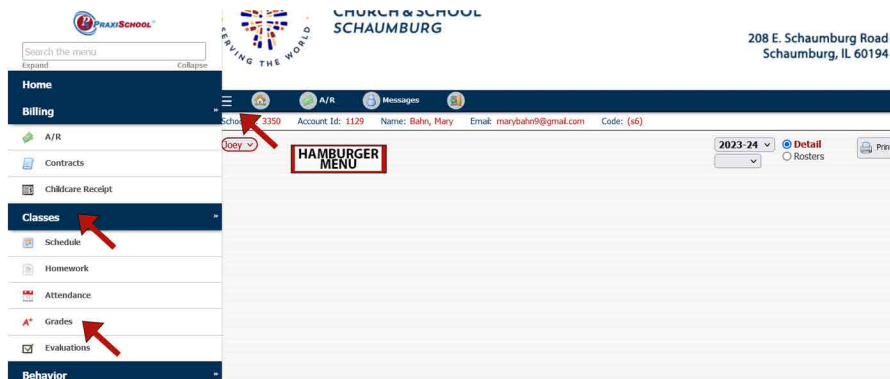 PRAXISCHOOL
Search the menu
Expand Collapse
Home
Billing
A/R
Contracts
Childcare Receipt
Classes
Schedule
Homework
Attendance
A+ Grades
Evaluations
Behavior
SERVING THE WORLD
CHURCH & SCHOOL
SCHAUMBURG
208 E. Schaumburg Road
Schaumburg, IL 60194
A/R Messages
3350 Account Id: 1129 Name: Bahn, Mary Email: marybahn9@gmail.com Code: (s6)
Joey
HAMBURGER
MENU
2023-24 Detail
Rosters
Print